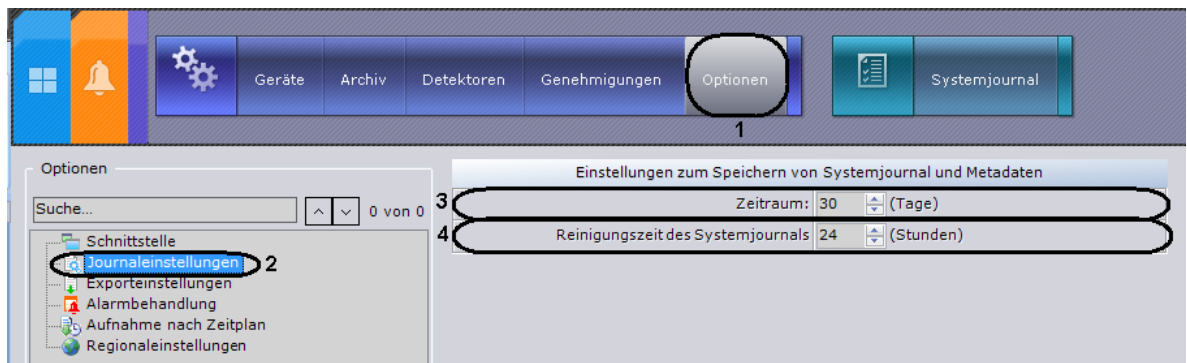 Geräte Archiv Detektoren Genehmigungen Optionen Systemjournal
1
Optionen
Suche... 0 von 0
Schnittstelle
Journaleinstellungen 2
Exporteinstellungen
Alarmbehandlung
Aufnahme nach Zeitplan
Regionaleinstellungen
Einstellungen zum Speichern von Systemjournal und Metadaten
3 Zeitraum: 30 (Tage)
4 Reinigungszeit des Systemjournals 24 (Stunden)